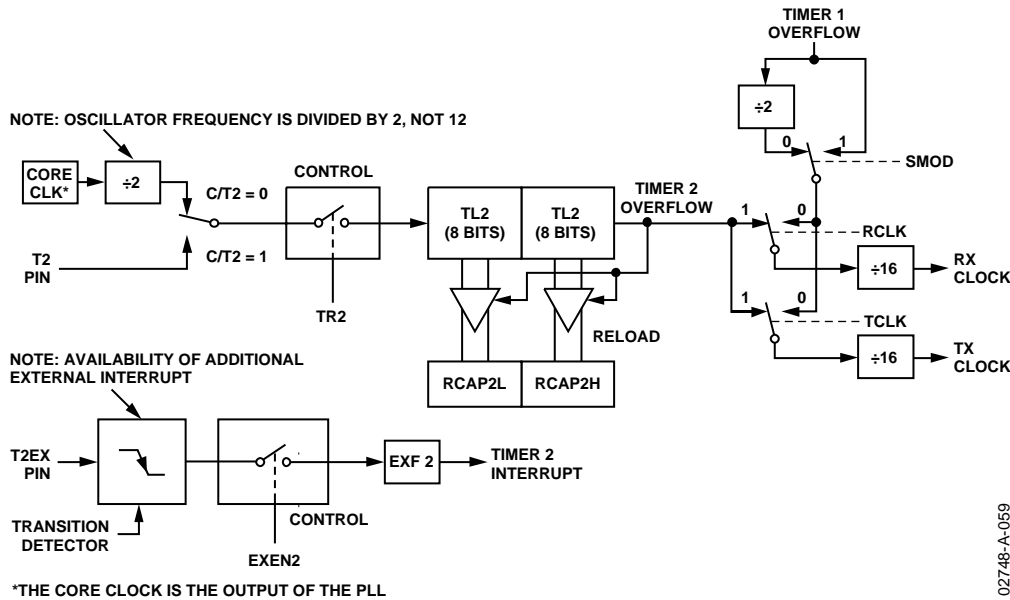 TIMER 1
OVERFLOW
÷2
0
1
SMOD
NOTE: OSCILLATOR FREQUENCY IS DIVIDED BY 2, NOT 12
CORE
CLK*
÷2
C/T2 = 0
C/T2 = 1
T2
PIN
CONTROL
TR2
TL2
(8 BITS)
TL2
(8 BITS)
TIMER 2
OVERFLOW
1
0
RCLK
÷16
RX
CLOCK
1
0
TCLK
÷16
TX
CLOCK
RELOAD
RCAP2L
RCAP2H
NOTE: AVAILABILITY OF ADDITIONAL
EXTERNAL INTERRUPT
T2EX
PIN
TRANSITION
DETECTOR
CONTROL
EXEN2
EXF 2
TIMER 2
INTERRUPT
*THE CORE CLOCK IS THE OUTPUT OF THE PLL
02748-A-059